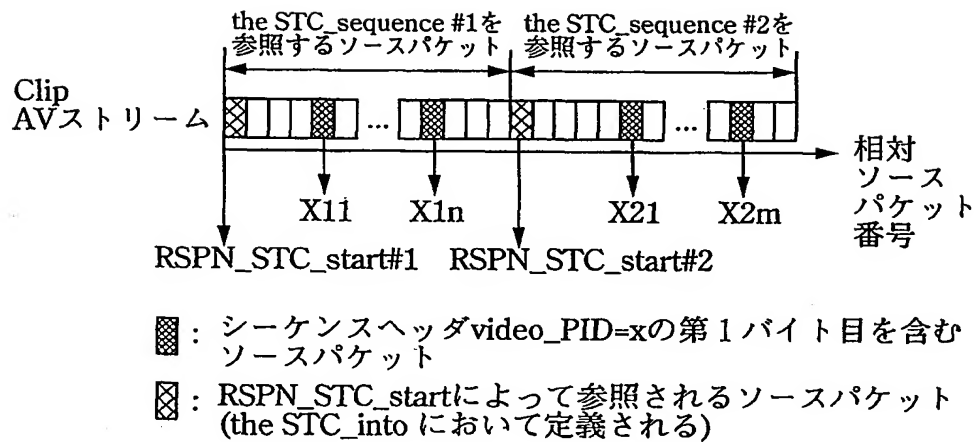 the STC_sequence #1を
参照するソースパケット
the STC_sequence #2を
参照するソースパケット
Clip
AVストリーム
...
...
相対
ソース
パケット
番号
X11
X1n
X21
X2m
RSPN_STC_start#1
RSPN_STC_start#2
: シーケンスヘッダvideo_PID=xの第1バイト目を含む
ソースパケット
: RSPN_STC_startによって参照されるソースパケット
(the STC_into において定義される)